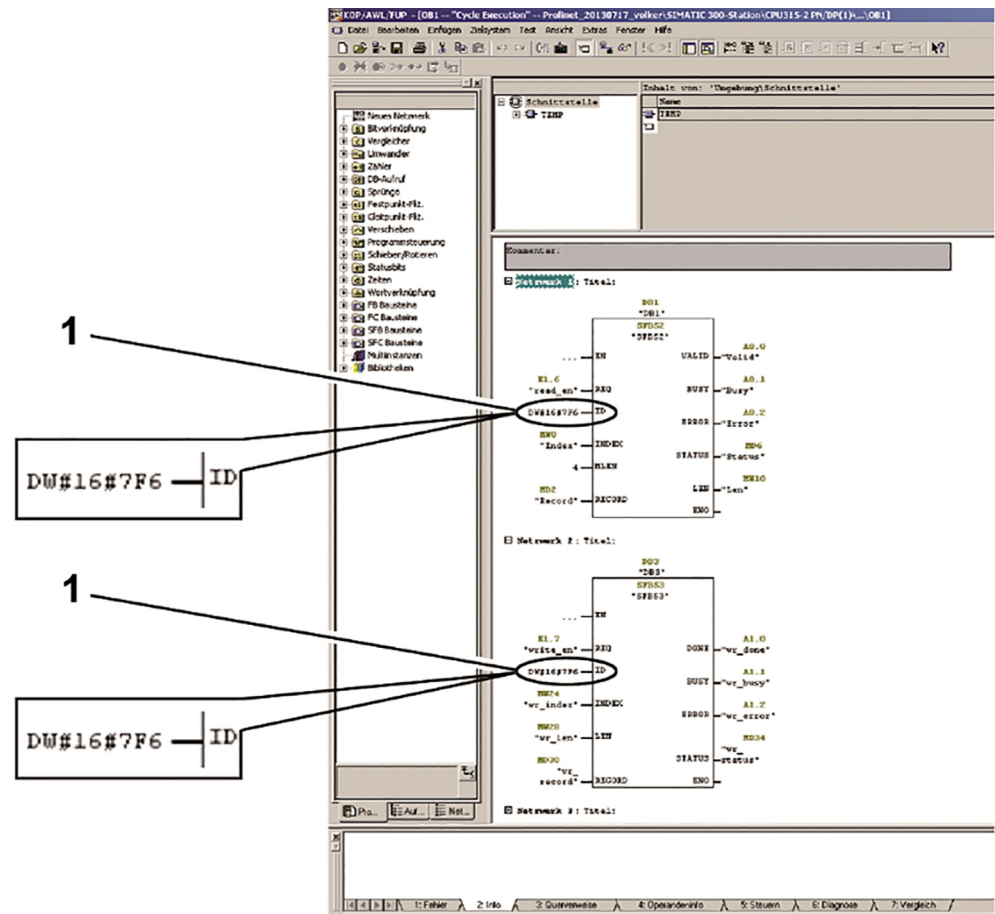 KOP/AWL/FUP - [OB1 -- "Cycle Execution" -- Profinet_20130717_volker\SIMATIC 300-Station\CPU315-2 PN/DP(1)\...\OB1]
Datei Bearbeiten Einfügen Zielsystem Test Ansicht Extras Fenster Hilfe
Inhalt von: 'Umgebung\Schnittstelle'
Schnittstelle
TEMP
Name
TEMP
Neues Netzwerk
Bitverknüpfung
Vergleicher
Umwandler
Zähler
DB-Aufruf
Sprünge
Festpunkt-Fkt.
Gleitpunkt-Fkt.
Verschieben
Programmsteuerung
Schieben/Rotieren
Statusbits
Zeiten
Wortverknüpfung
FB Bausteine
FC Bausteine
SFB Bausteine
SFC Bausteine
Multiinstanzen
Bibliotheken
Kommentar:
Netzwerk 1: Titel:
DB1
"DB1"
SFB52
"SFB52"
... EN
VALID "Valid" A0.0
E1.6 "read_en" REQ
BUSY "Busy" A0.1
DW#16#7F6 ID
ERROR "Error" A0.2
MW0 "Index" INDEX
STATUS "Status" MD6
4 MLEN
LEN "Len" MW10
MD2 "Record" RECORD
ENO
1
DW#16#7F6 ID
Netzwerk 2: Titel:
DB3
"DB3"
SFB53
"SFB53"
... EN
E1.7 "write_en" REQ
DONE "wr_done" A1.0
DW#16#7F6 ID
BUSY "wr_busy" A1.1
MW24 "wr_index" INDEX
ERROR "wr_error" A1.2
MW28 "wr_len" LEN
STATUS "wr_status" MD34
MD30 "wr_record" RECORD
ENO
1
DW#16#7F6 ID
Netzwerk 3: Titel:
Pro... Auf... Net...
1: Fehler 2: Info 3: Querverweise 4: Operandeninfo 5: Steuern 6: Diagnose 7: Vergleich